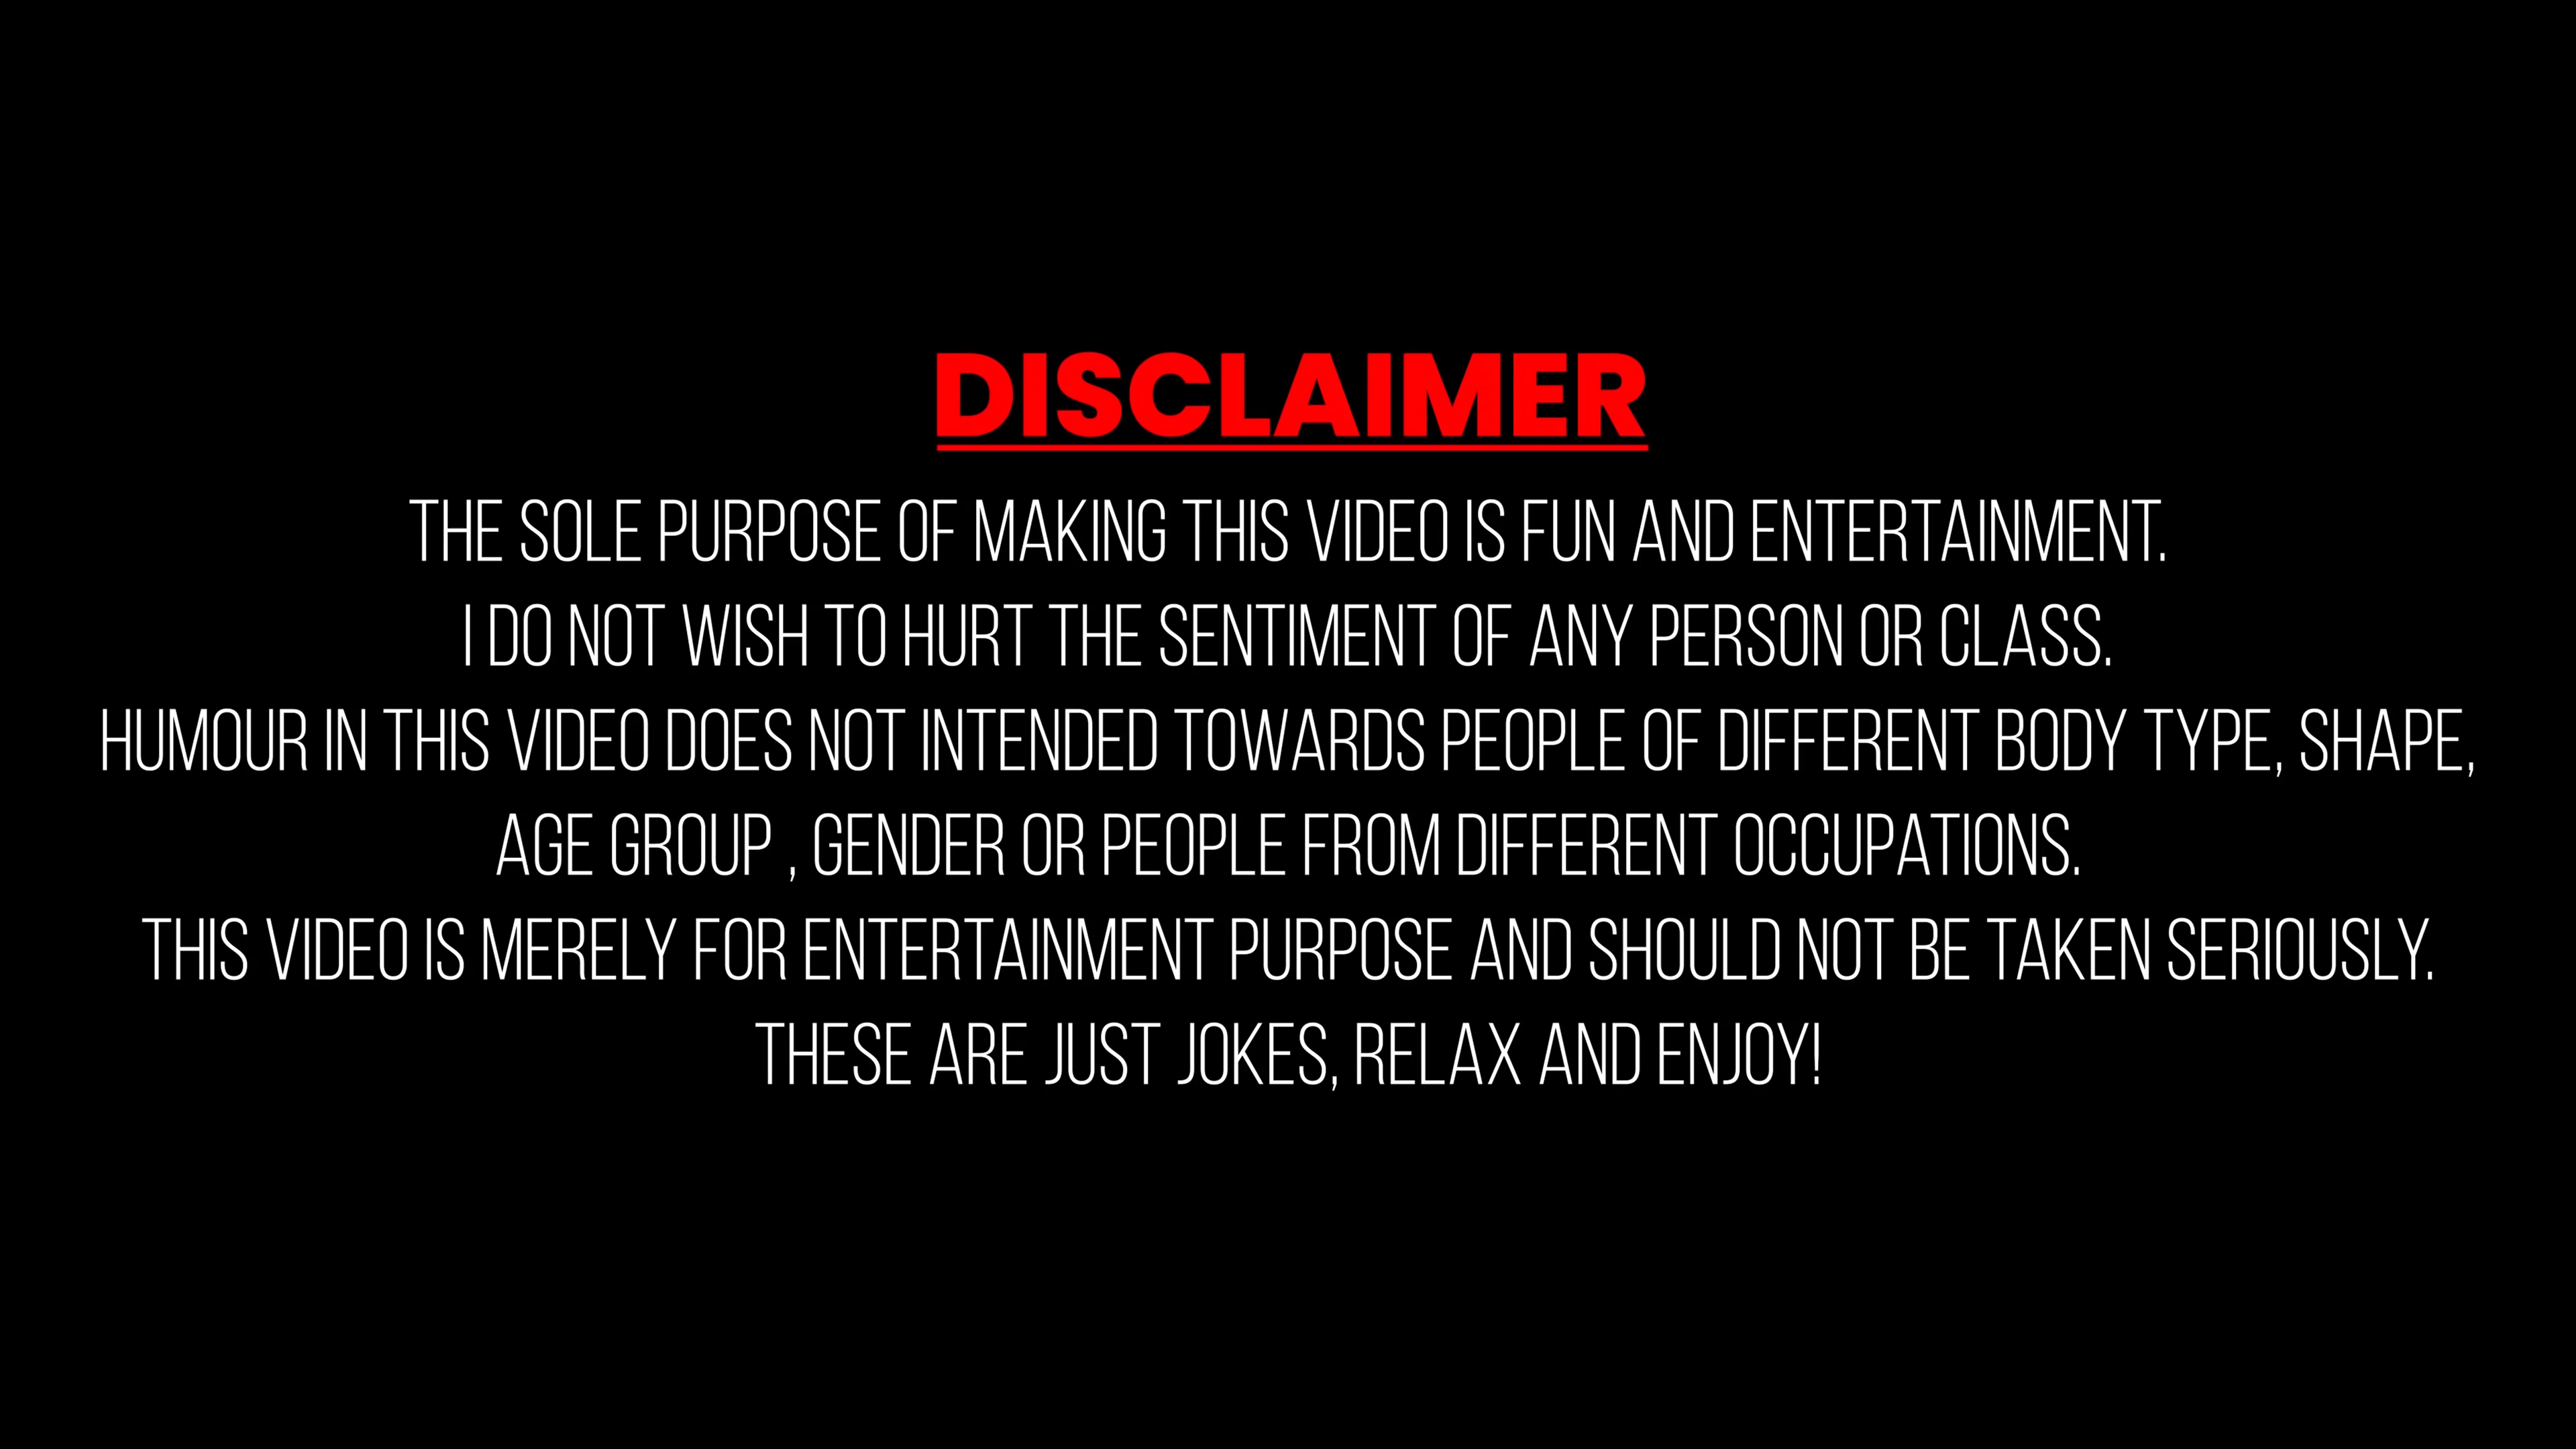 DISCLAIMER
THE SOLE PURPOSE OF MAKING THIS VIDEO IS FUN AND ENTERTAINMENT.
I DO NOT WISH TO HURT THE SENTIMENT OF ANY PERSON OR CLASS.
HUMOUR IN THIS VIDEO DOES NOT INTENDED TOWARDS PEOPLE OF DIFFERENT BODY TYPE, SHAPE,
AGE GROUP , GENDER OR PEOPLE FROM DIFFERENT OCCUPATIONS.
THIS VIDEO IS MERELY FOR ENTERTAINMENT PURPOSE AND SHOULD NOT BE TAKEN SERIOUSLY.
THESE ARE JUST JOKES, RELAX AND ENJOY!